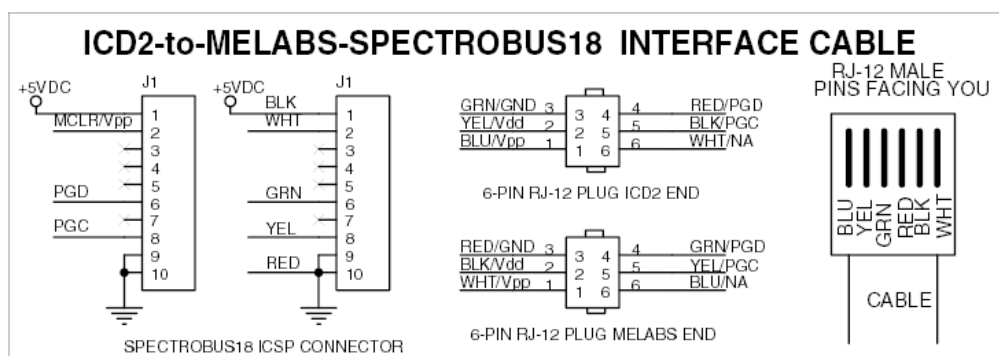 ICD2-to-MELABS-SPECTROBUS18 INTERFACE CABLE
+5VDC
J1
MCLR/Vpp
PGD
PGC
1
2
3
4
5
6
7
8
9
10
+5VDC
J1
BLK
WHT
GRN
YEL
RED
1
2
3
4
5
6
7
8
9
10
SPECTROBUS18 ICSP CONNECTOR
GRN/GND 3 3 4 4 RED/PGD
YEL/Vdd 2 2 5 5 BLK/PGC
BLU/Vpp 1 1 6 6 WHT/NA
6-PIN RJ-12 PLUG ICD2 END
RED/GND 3 3 4 4 GRN/PGD
BLK/Vdd 2 2 5 5 YEL/PGC
WHT/Vpp 1 1 6 6 BLU/NA
6-PIN RJ-12 PLUG MELABS END
RJ-12 MALE
PINS FACING YOU
BLU
YEL
GRN
RED
BLK
WHT
CABLE